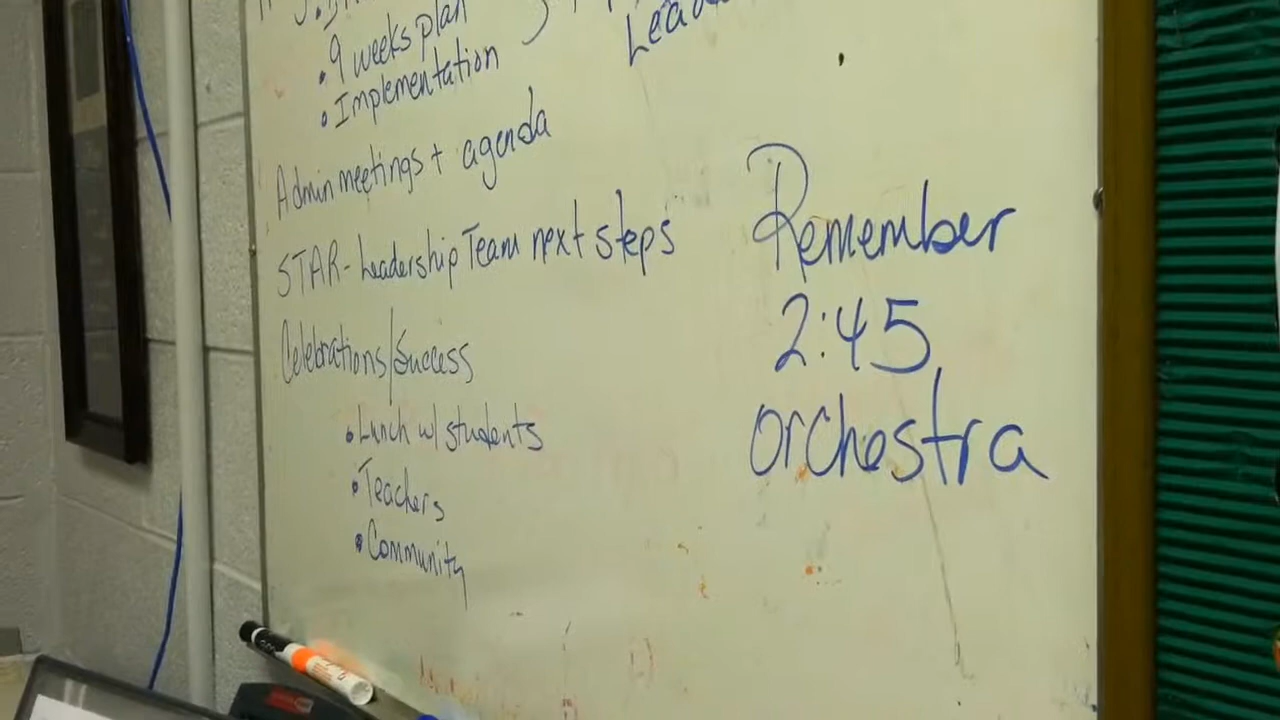 • 9 weeks plan
• Implementation
Admin meetings + agenda
STAR - Leadership Team next steps
Celebrations/Success
• Lunch w/ students
• Teachers
• Community
Remember
2:45
orchestra